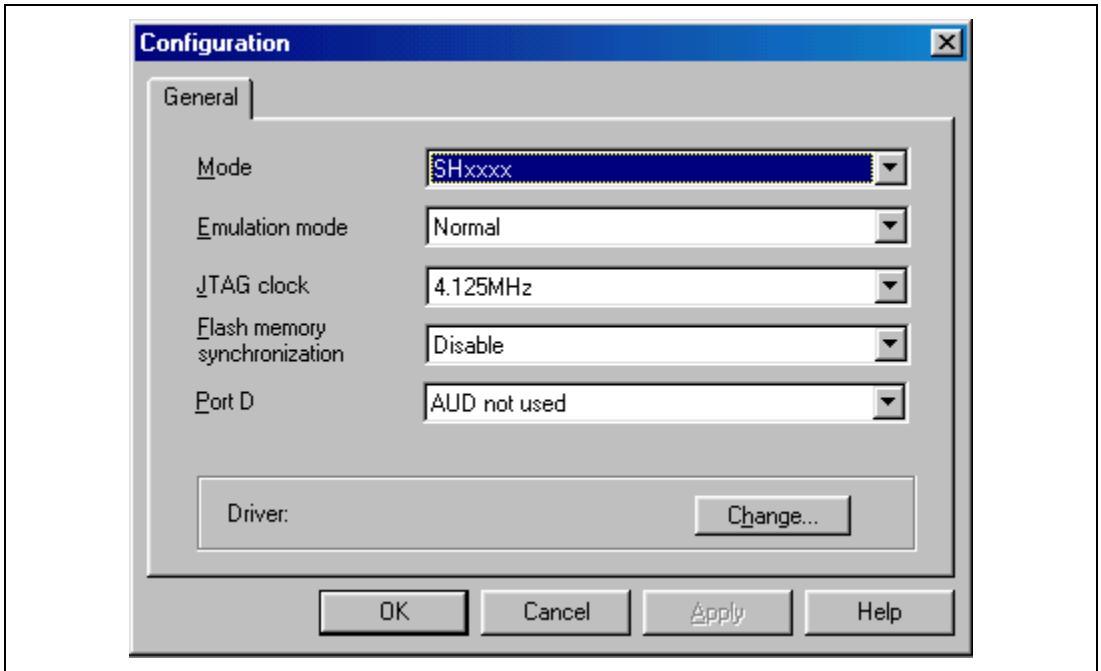 Configuration
General
Mode
SHxxxx
Emulation mode
Normal
JTAG clock
4.125MHz
Flash memory
synchronization
Disable
Port D
AUD not used
Driver:
Change...
OK
Cancel
Apply
Help